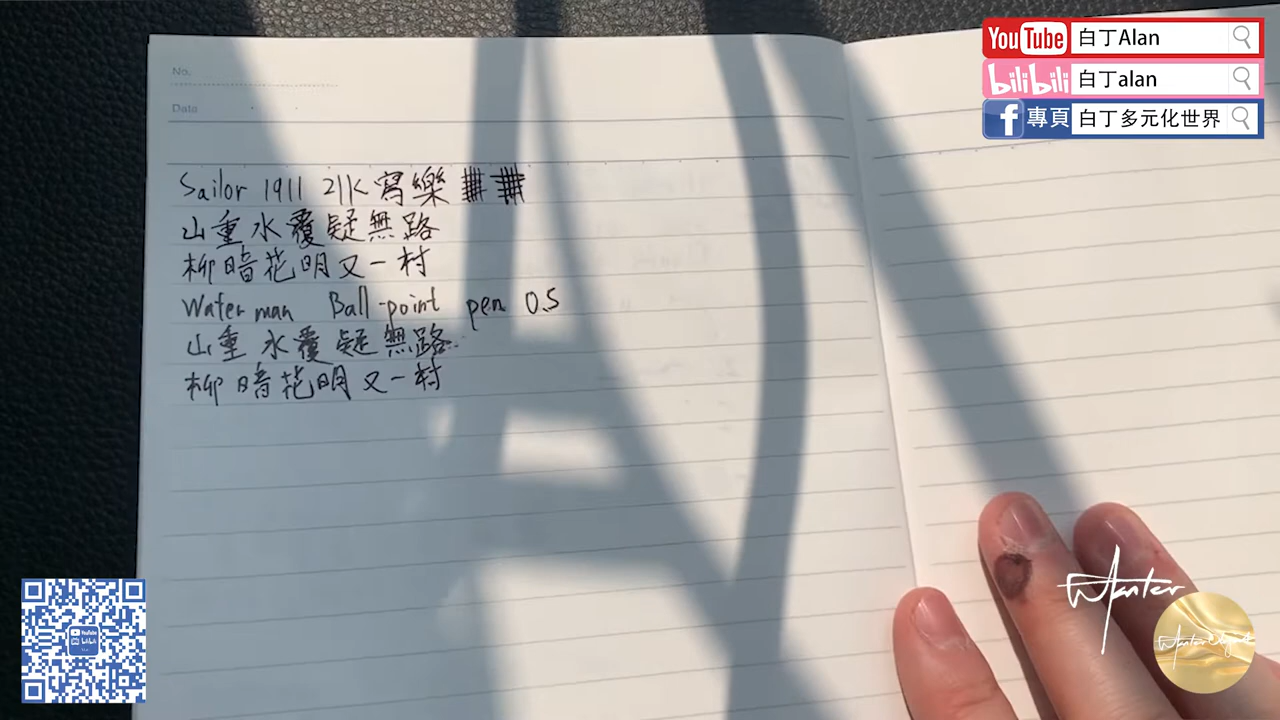 YouTube 白丁Alan
bilibili 白丁alan
f 專頁 白丁多元化世界
No.
Date
Sailor 1911 21K 寫樂
山重水覆疑無路
柳暗花明又一村
Waterman Ball-point pen 0.5
山重水覆疑無路
柳暗花明又一村
Wanter